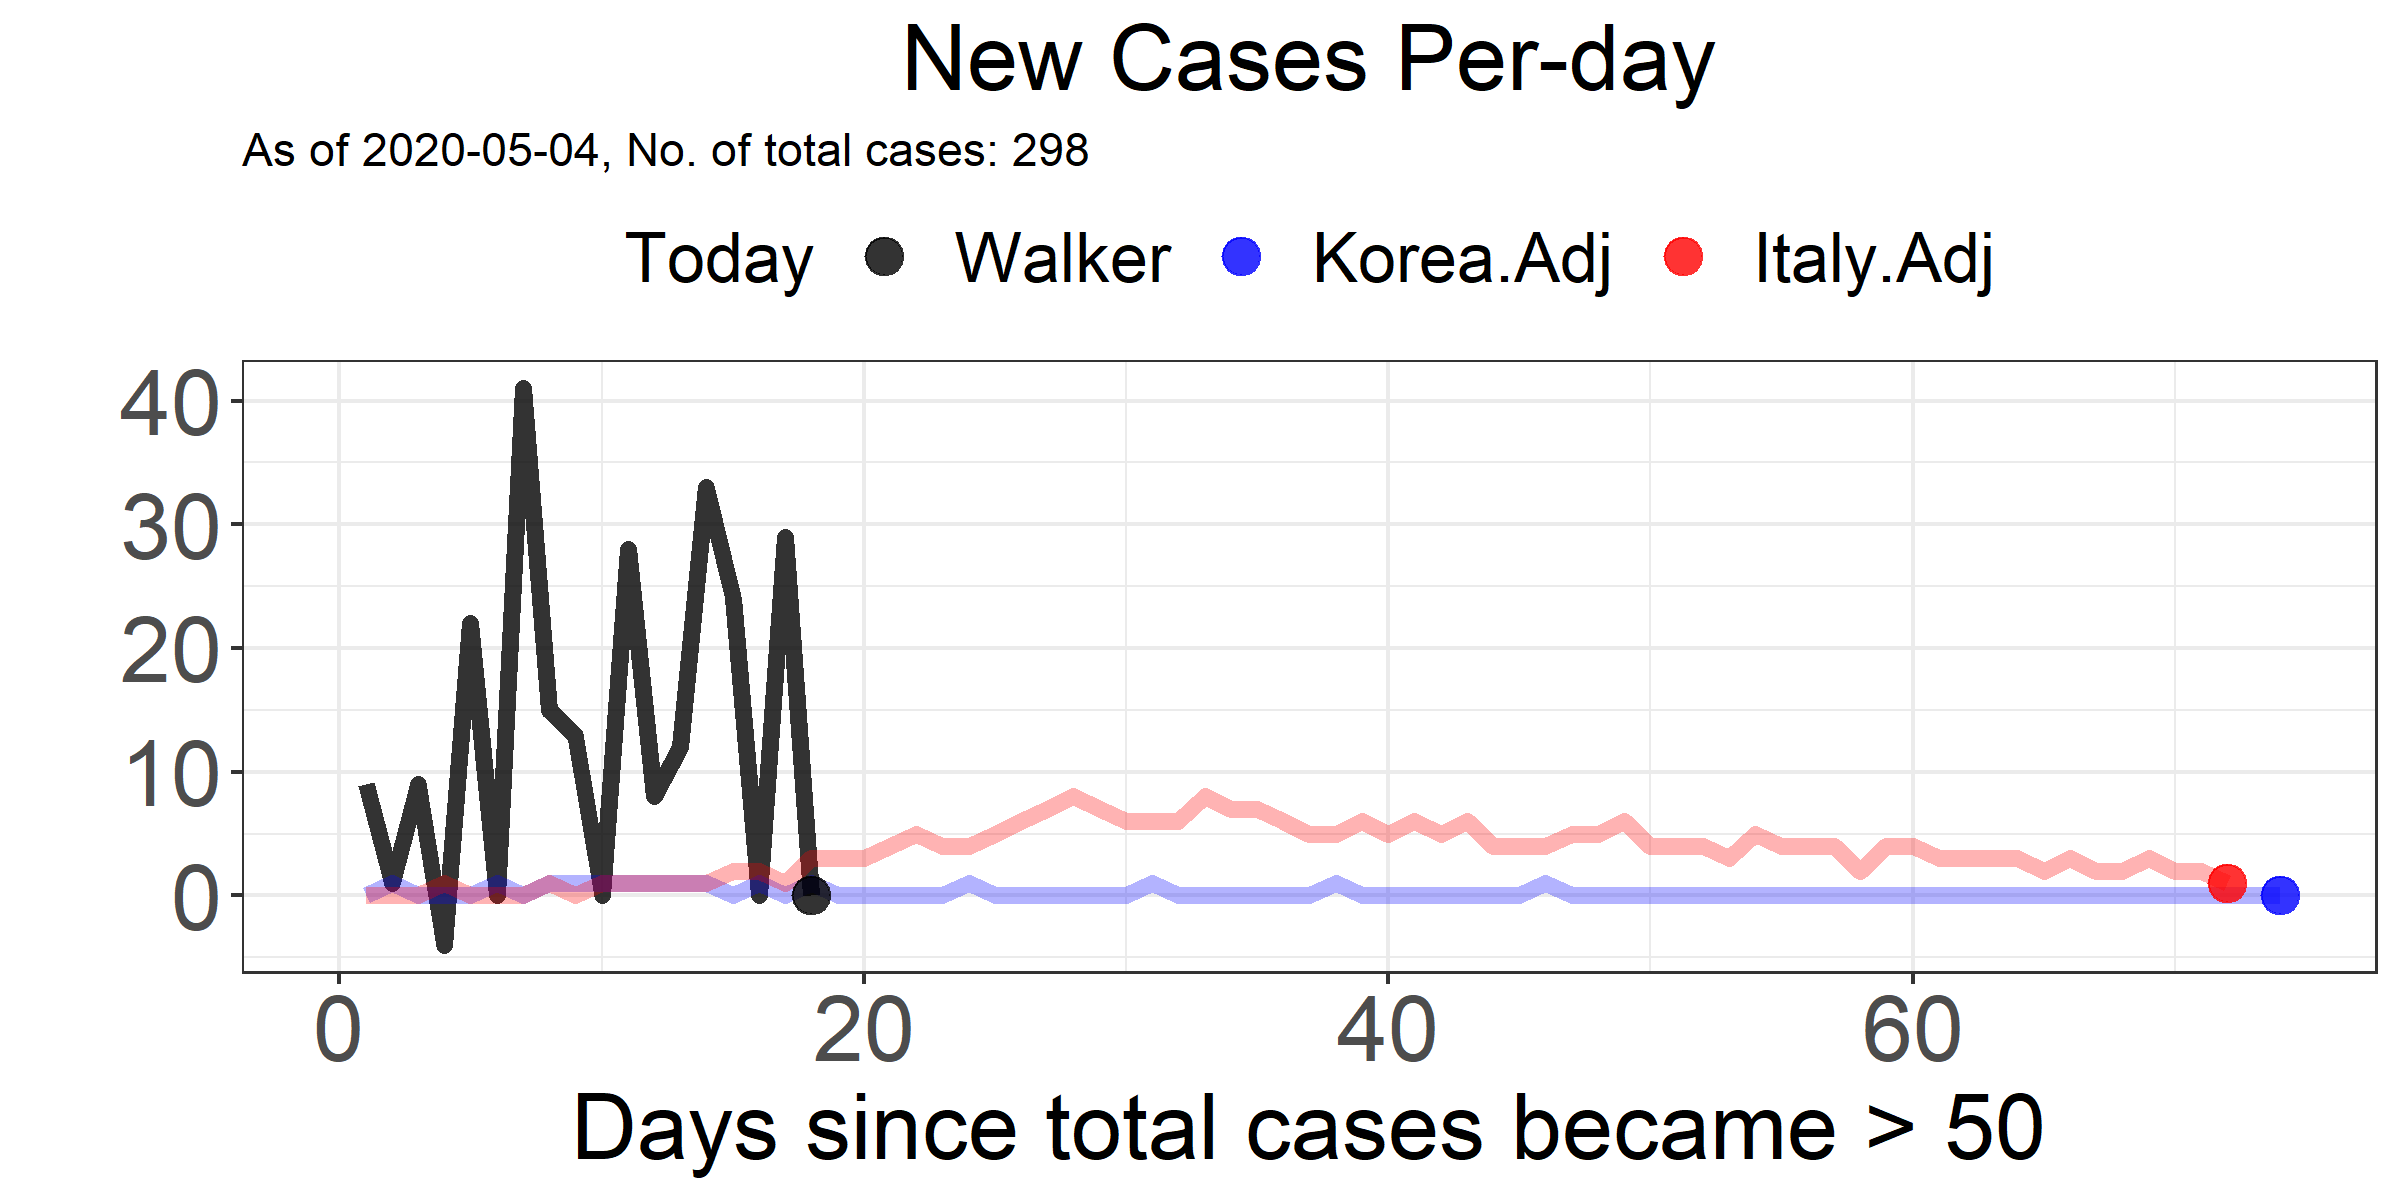 New Cases Per-day
As of 2020-05-04, No. of total cases: 298
Today Walker Korea.Adj Italy.Adj
40
30
20
10
0
0 20 40 60
Days since total cases became > 50